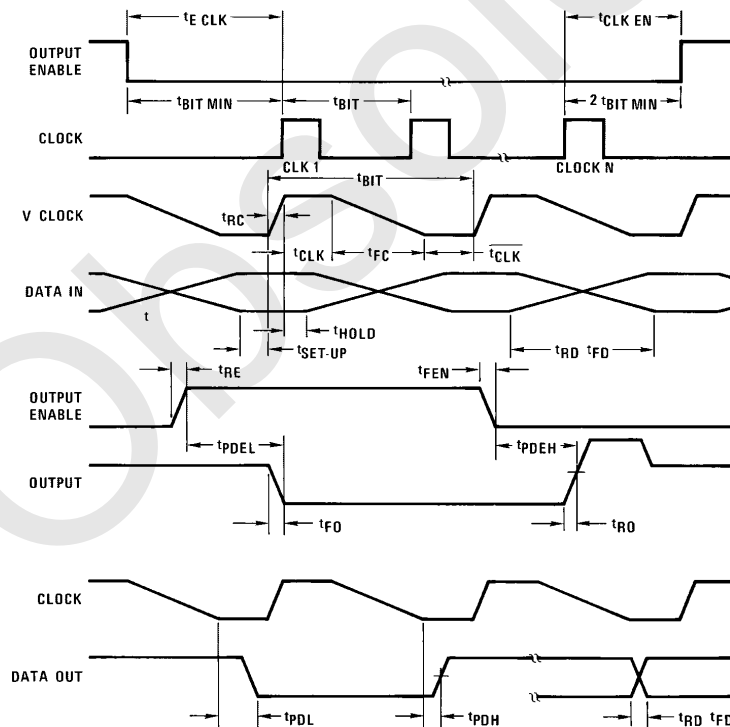 tE CLK
tCLK EN
OUTPUT
ENABLE
tBIT MIN
tBIT
2 tBIT MIN
CLOCK
CLK 1
CLOCK N
tBIT
V CLOCK
tRC
tCLK
tFC
tCLK
DATA IN
t
tHOLD
tSET-UP
tRD tFD
tRE
tFEN
OUTPUT
ENABLE
tPDEL
tPDEH
OUTPUT
tFO
tRO
CLOCK
DATA OUT
tPDL
tPDH
tRD tFD
Obsole